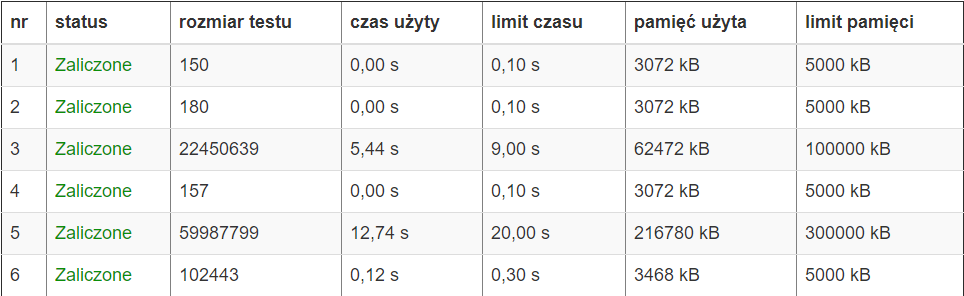 nr status rozmiar testu czas użyty limit czasu pamięć użyta limit pamięci
1 Zaliczone 150 0,00 s 0,10 s 3072 kB 5000 kB
2 Zaliczone 180 0,00 s 0,10 s 3072 kB 5000 kB
3 Zaliczone 22450639 5,44 s 9,00 s 62472 kB 100000 kB
4 Zaliczone 157 0,00 s 0,10 s 3072 kB 5000 kB
5 Zaliczone 59987799 12,74 s 20,00 s 216780 kB 300000 kB
6 Zaliczone 102443 0,12 s 0,30 s 3468 kB 5000 kB